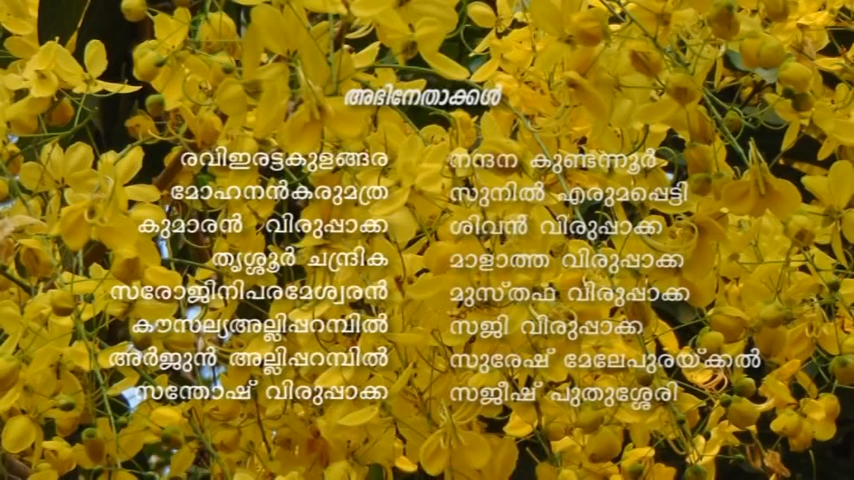 അഭിനേതാക്കൾ
രവിഇരട്ടകുളങ്ങര
മോഹനൻകരുമത്ര
കുമാരൻ വിരുപ്പാക്ക
തൃശ്ശൂർ ചന്ദ്രിക
സരോജിനിപരമേശ്വരൻ
കൗസല്യഅല്ലിപ്പറമ്പിൽ
അർജുൻ അല്ലിപ്പറമ്പിൽ
സന്തോഷ് വിരുപ്പാക്ക
നന്ദന കുണ്ടന്നൂർ
സുനിൽ എരുമപ്പെട്ടി
ശിവൻ വിരുപ്പാക്ക
മാളാത്ത വിരുപ്പാക്ക
മുസ്തഫ വിരുപ്പാക്ക
സജി വിരുപ്പാക്ക
സുരേഷ് മേലേപുരയ്ക്കൽ
സജീഷ് പുതുശ്ശേരി